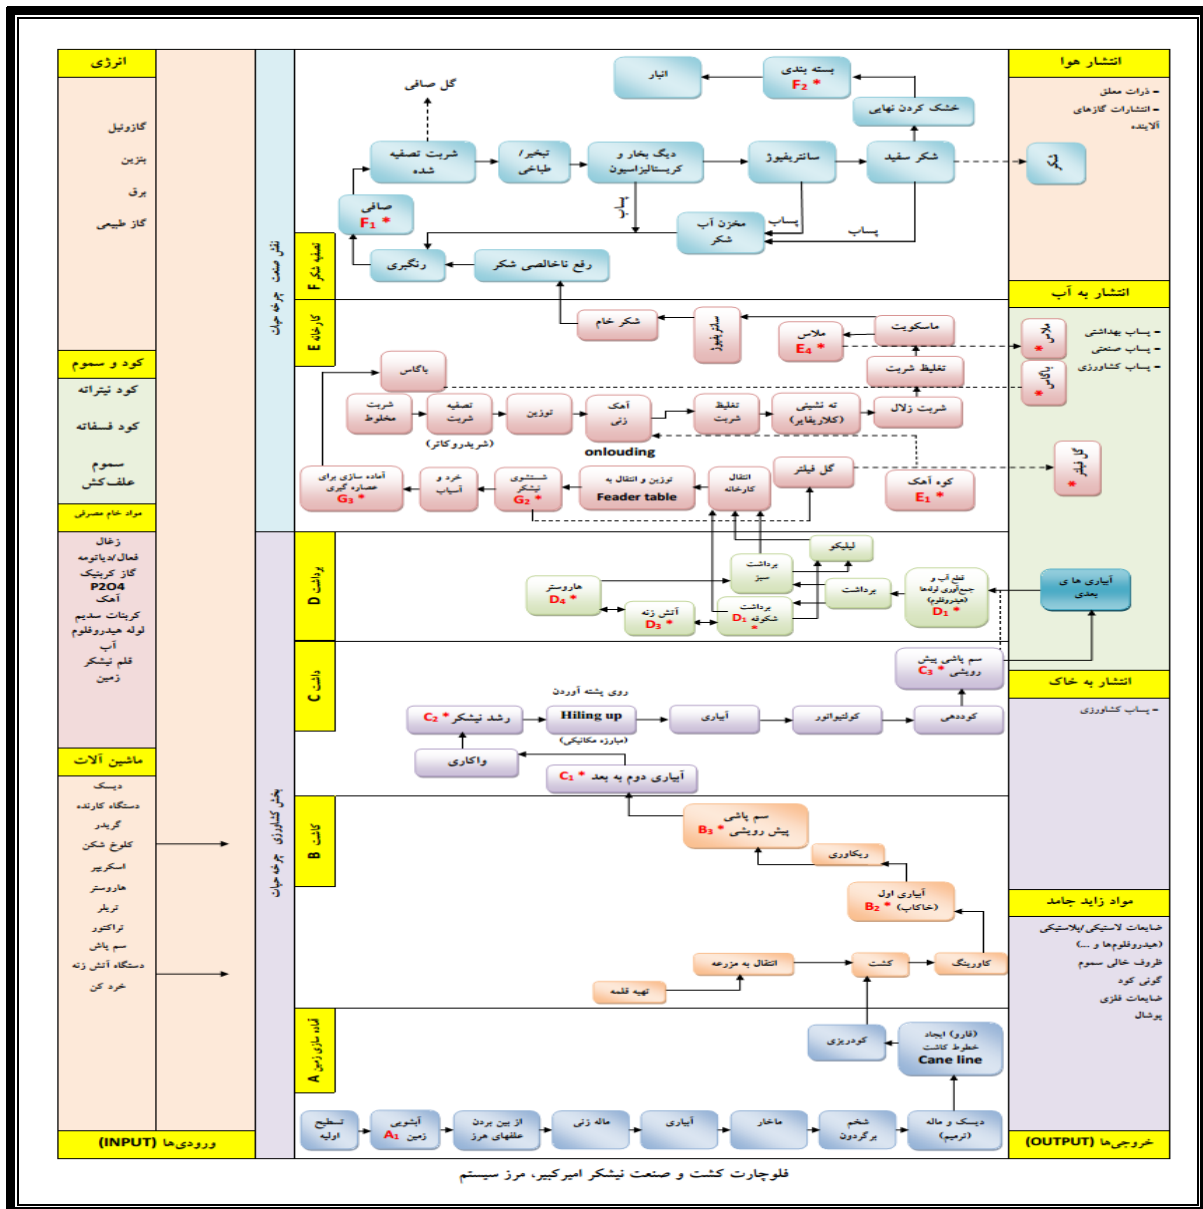 انرژی
گازوئیل
بنزین
برق
گاز طبیعی
کود و سموم
کود نیتراته
کود فسفاته
سموم
علف‌کش
مواد خام مصرفی
زغال
فعال/دیاتومه
گاز کربنیک
P2O4
آهک
کربنات سدیم
لوله هیدروفلوم
آب
قلم نیشکر
زمین
ماشین آلات
دیسک
دستگاه کارنده
گریدر
کلوخ شکن
اسکریپر
هاروستر
تریلر
تراکتور
سم پاش
دستگاه آتش زنه
خرد کن
ورودی‌ها (INPUT)
نقش صنعت چرخه حیات
بخش کشاورزی چرخه حیات
تصفیه شکر F
انبار
بسته بندی
F₂ *
خشک کردن نهایی
گل صافی
شربت تصفیه
شده
تبخیر/
طباخی
دیگ بخار و
کریستالیزاسیون
سانتریفیوژ
شکر سفید
شکر
صافی
F₁ *
پساب
پساب
پساب
مخزن آب
شکر
رنگبری
رفع ناخالصی شکر
کارخانه E
شکر خام
سانتریفیوژ
ملاس
E₄ *
ماسکویت
ملاس *
باگاس
تغلیظ شربت
باگاس *
شربت
مخلوط
تصفیه
شربت
(شریدروکاتر)
توزین
آهک
زنی
onlouding
تغلیظ
شربت
ته نشینی
(کلاریفایر)
شربت زلال
آماده سازی برای
عصاره گیری
G₃ *
خرد و
آسیاب
شستشوی
نیشکر
G₂ *
توزین و انتقال به
Feader table
انتقال
کارخانه
گل فیلتر
کوه آهک
E₁ *
گل فیلتر *
برداشت D
لیلیکو
برداشت
سبز
هاروستر
D₄ *
آتش زنه
D₃ *
برداشت
شکوفه D₁
*
برداشت
قطع آب و
جمع‌آوری لوله‌ها
(هیدروفلوم)
D₁ *
آبیاری ها ی
بعدی
داشت C
سم پاشی پیش
رویشی * C₃
رشد نیشکر * C₂
روی پشته آوردن
Hiling up
(مبارزه مکانیکی)
آبیاری
کولتیواتور
کوددهی
واکاری
آبیاری دوم به بعد * C₁
کاشت B
سم پاشی
پیش رویشی * B₃
ریکاوری
آبیاری اول
(خاکاب) * B₂
انتقال به مزرعه
کشت
کاورینگ
تهیه قلمه
آماده سازی زمین A
کودریزی
(فارو) ایجاد
خطوط کاشت
Cane line
تسطیح
اولیه
آبشویی
زمین A₁
از بین بردن
علفهای هرز
ماله زنی
آبیاری
ماخار
شخم
برگردون
دیسک و ماله
(ترمیم)
انتشار هوا
– ذرات معلق
– انتشارات گازهای
آلاینده
انتشار به آب
– پساب بهداشتی
– پساب صنعتی
– پساب کشاورزی
انتشار به خاک
– پساب کشاورزی
مواد زاید جامد
ضایعات لاستیکی/پلاستیکی
(هیدروفلوم‌ها و ...)
ظروف خالی سموم
گونی کود
ضایعات فلزی
پوشال
خروجی‌ها (OUTPUT)
فلوچارت کشت و صنعت نیشکر امیرکبیر، مرز سیستم